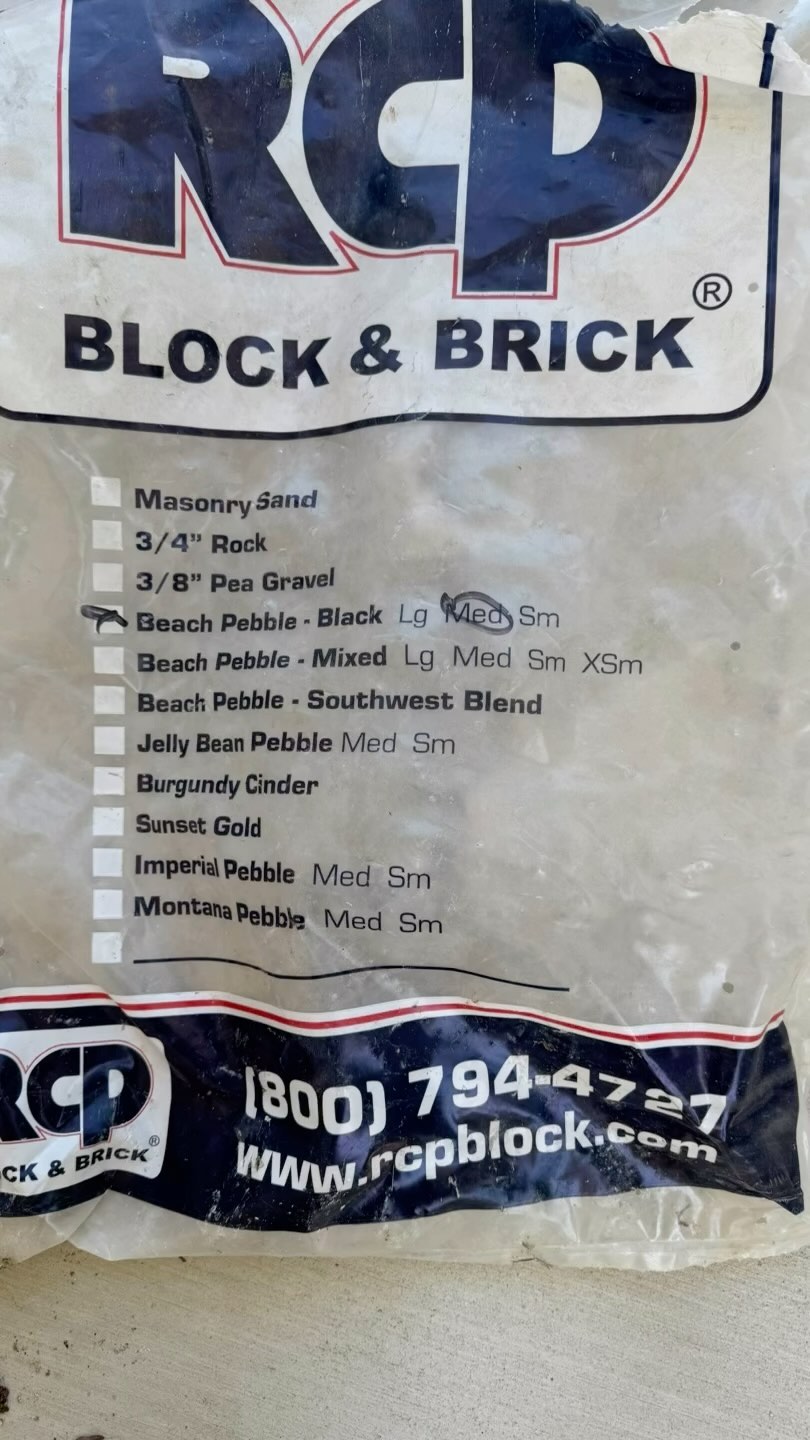 RCP
®
BLOCK & BRICK
Masonry Sand
3/4” Rock
3/8” Pea Gravel
Beach Pebble - Black Lg Med Sm
Beach Pebble - Mixed Lg Med Sm XSm
Beach Pebble - Southwest Blend
Jelly Bean Pebble Med Sm
Burgundy Cinder
Sunset Gold
Imperial Pebble Med Sm
Montana Pebble Med Sm
RCP
CK & BRICK®
(800) 794-4727
www.rcpblock.com